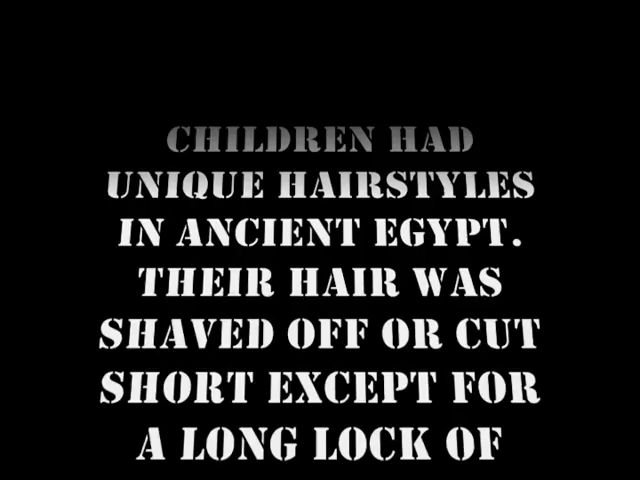 CHILDREN HAD
UNIQUE HAIRSTYLES
IN ANCIENT EGYPT.
THEIR HAIR WAS
SHAVED OFF OR CUT
SHORT EXCEPT FOR
A LONG LOCK OF